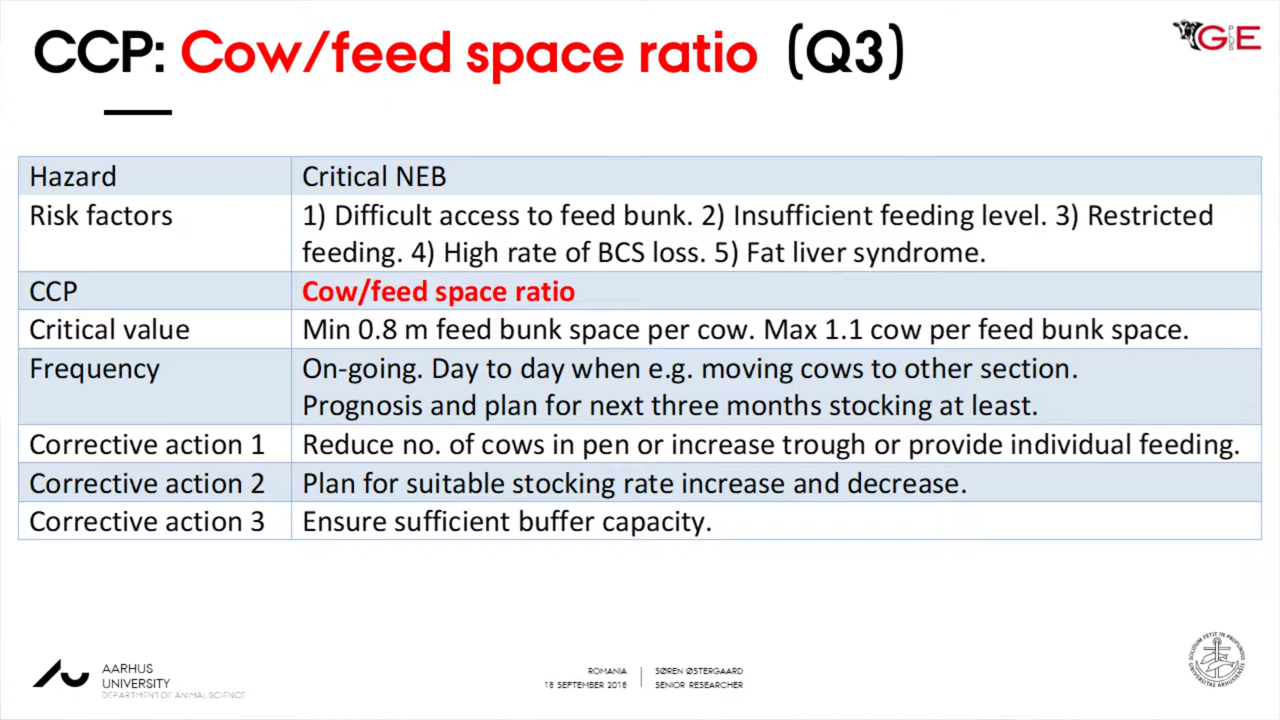 CCP: Cow/feed space ratio (Q3)
G E
Hazard Critical NEB
Risk factors 1) Difficult access to feed bunk. 2) Insufficient feeding level. 3) Restricted
feeding. 4) High rate of BCS loss. 5) Fat liver syndrome.
CCP Cow/feed space ratio
Critical value Min 0.8 m feed bunk space per cow. Max 1.1 cow per feed bunk space.
Frequency On-going. Day to day when e.g. moving cows to other section.
Prognosis and plan for next three months stocking at least.
Corrective action 1 Reduce no. of cows in pen or increase trough or provide individual feeding.
Corrective action 2 Plan for suitable stocking rate increase and decrease.
Corrective action 3 Ensure sufficient buffer capacity.
AARHUS
UNIVERSITY
DEPARTMENT OF ANIMAL SCIENCE
ROMANIA
18 SEPTEMBER 2018
SØREN ØSTERGAARD
SENIOR RESEARCHER